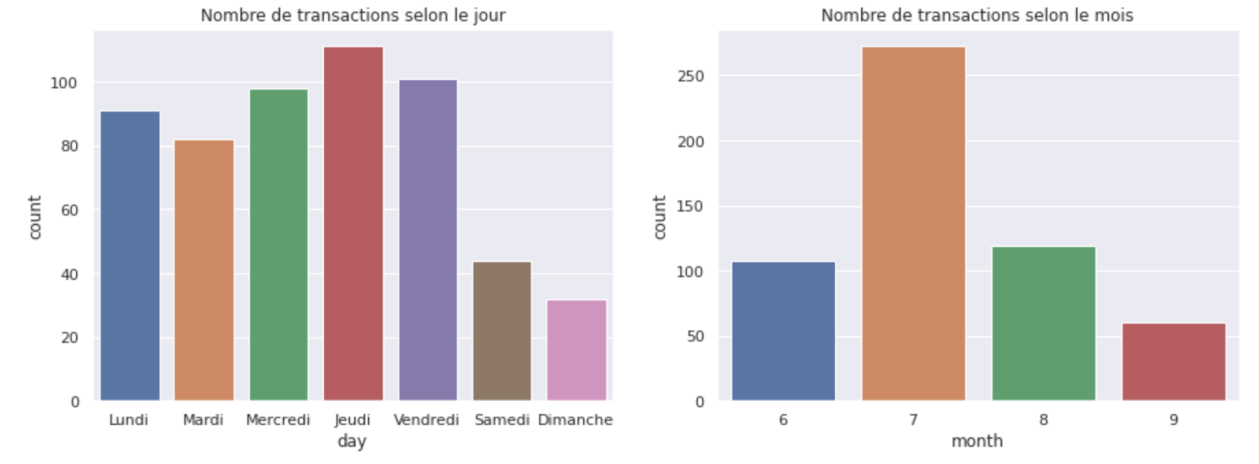 Nombre de transactions selon le jour
count
100
80
60
40
20
0
Lundi Mardi Mercredi Jeudi Vendredi Samedi Dimanche
day
Nombre de transactions selon le mois
count
250
200
150
100
50
0
6 7 8 9
month